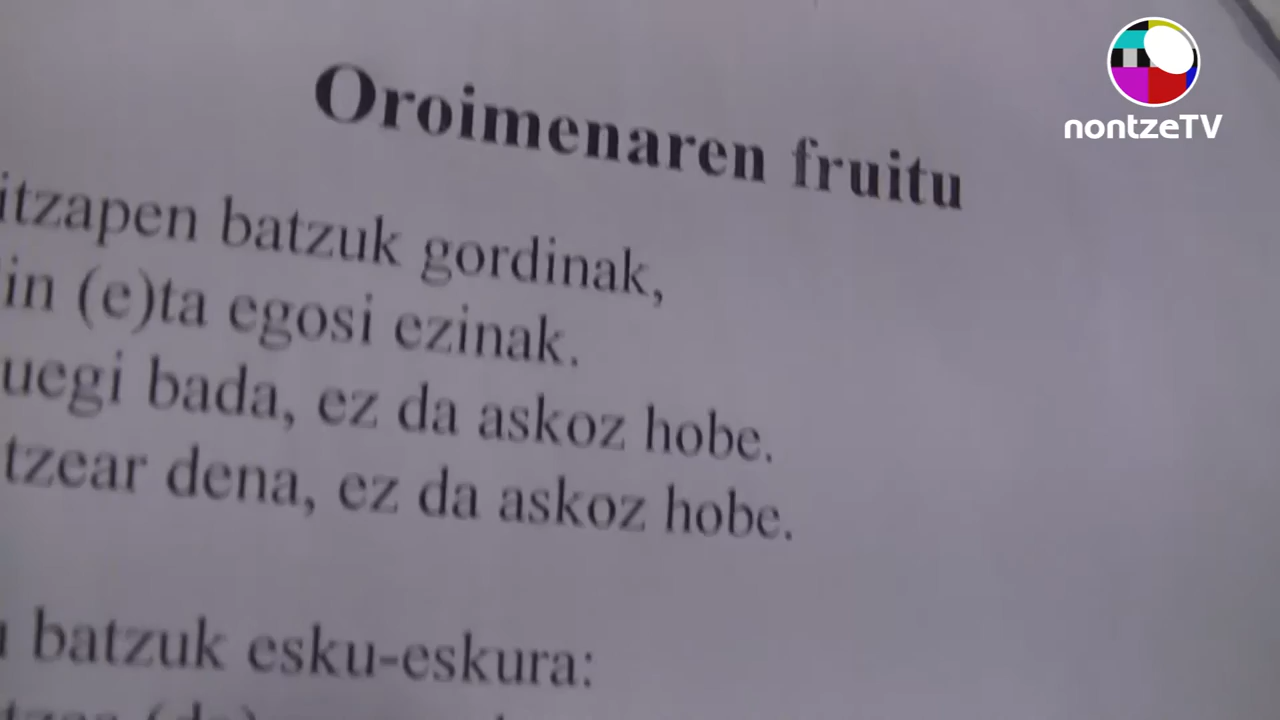 Oroimenaren fruitu
nontzeTV
itzapen batzuk gordinak,
in (e)ta egosi ezinak.
uegi bada, ez da askoz hobe.
tzear dena, ez da askoz hobe.
batzuk esku-eskura: